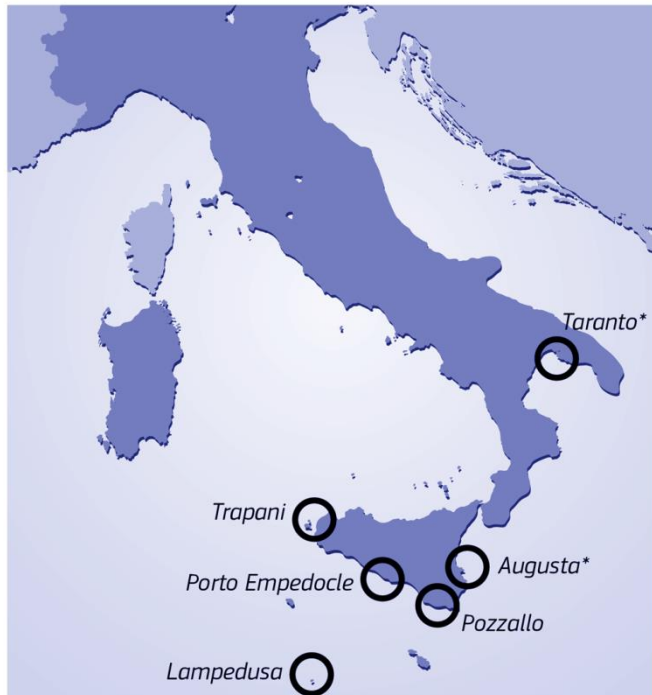 Taranto*
Trapani
Augusta*
Porto Empedocle
Pozzallo
Lampedusa